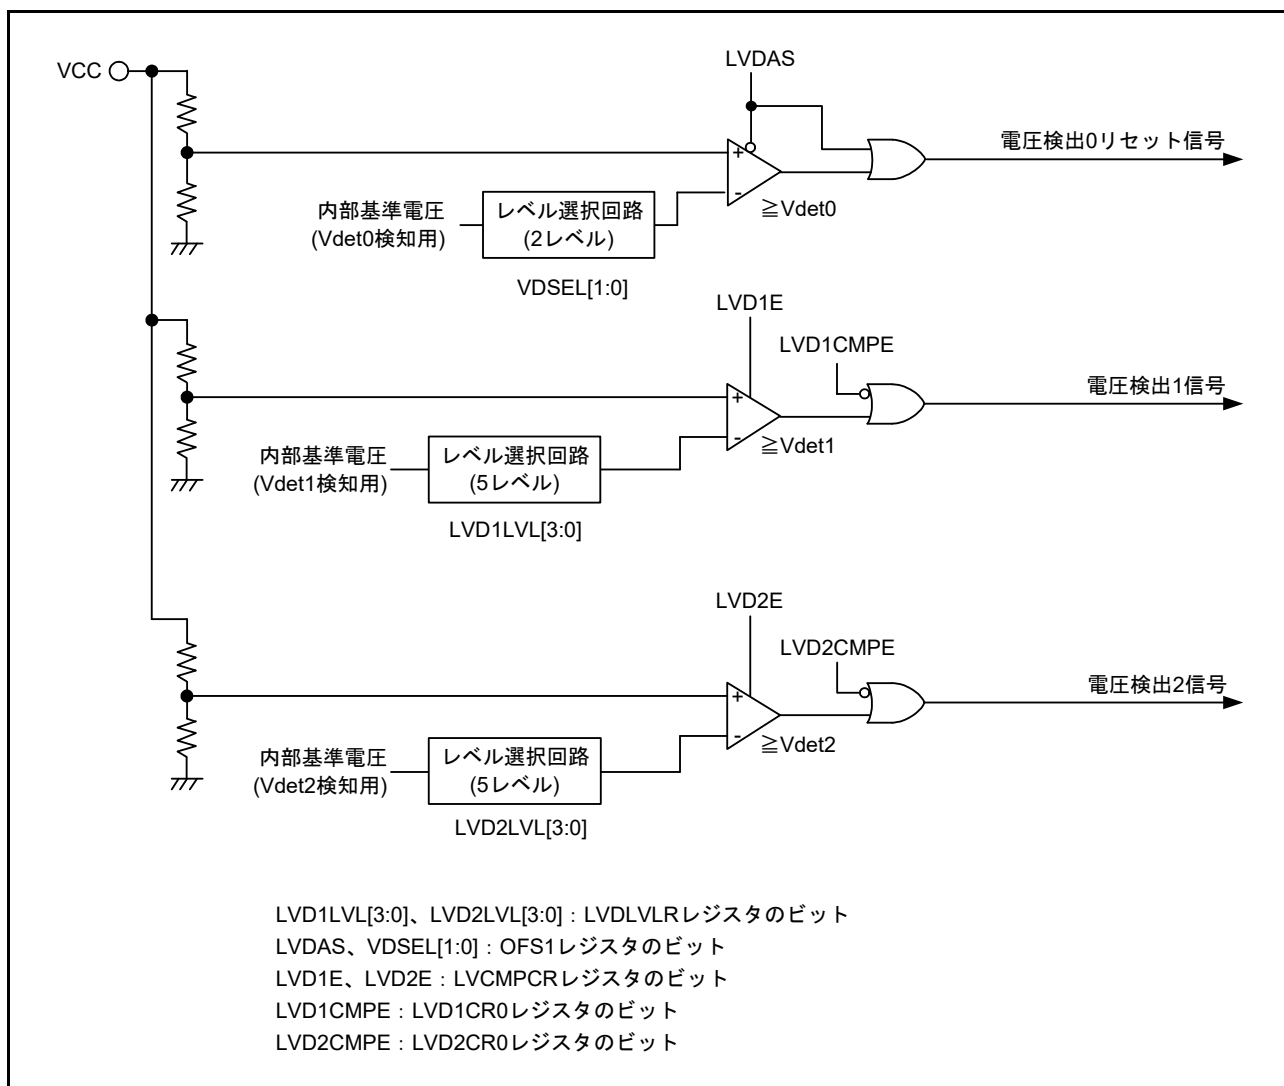 VCC
LVDAS
+
-
≧Vdet0
電圧検出0リセット信号
内部基準電圧
(Vdet0検知用)
レベル選択回路
(2レベル)
VDSEL[1:0]
LVD1E
LVD1CMPE
+
-
≧Vdet1
電圧検出1信号
内部基準電圧
(Vdet1検知用)
レベル選択回路
(5レベル)
LVD1LVL[3:0]
LVD2E
LVD2CMPE
+
-
≧Vdet2
電圧検出2信号
内部基準電圧
(Vdet2検知用)
レベル選択回路
(5レベル)
LVD2LVL[3:0]
LVD1LVL[3:0]、LVD2LVL[3:0]：LVDLVLRレジスタのビット
LVDAS、VDSEL[1:0]：OFS1レジスタのビット
LVD1E、LVD2E：LVCMPCRレジスタのビット
LVD1CMPE：LVD1CR0レジスタのビット
LVD2CMPE：LVD2CR0レジスタのビット